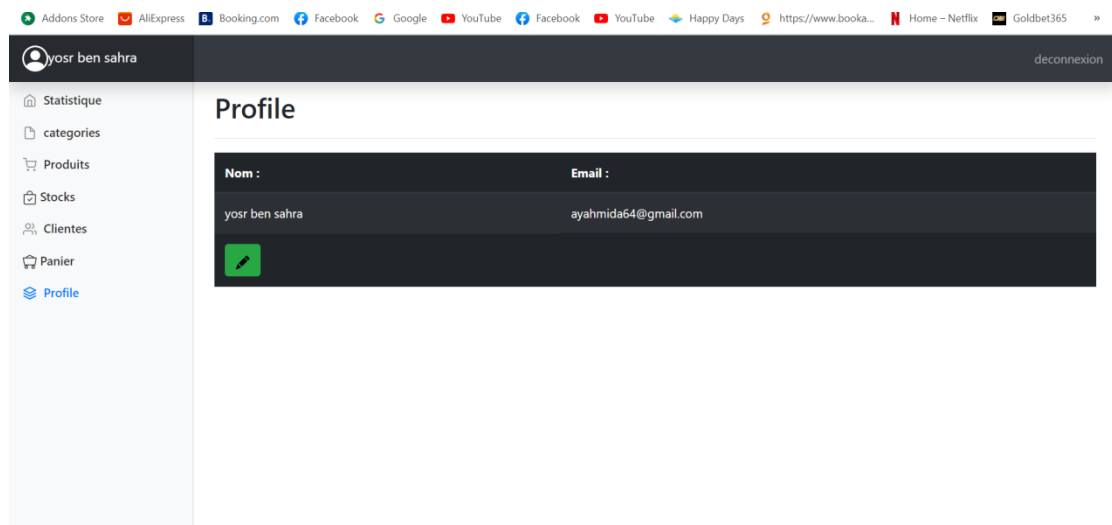 Addons Store AliExpress Booking.com Facebook Google YouTube Facebook YouTube Happy Days https://www.booka... Home – Netflix Goldbet365 »
yosr ben sahra deconnexion
Statistique
categories
Produits
Stocks
Clientes
Panier
Profile
Profile
Nom : Email :
yosr ben sahra ayahmida64@gmail.com